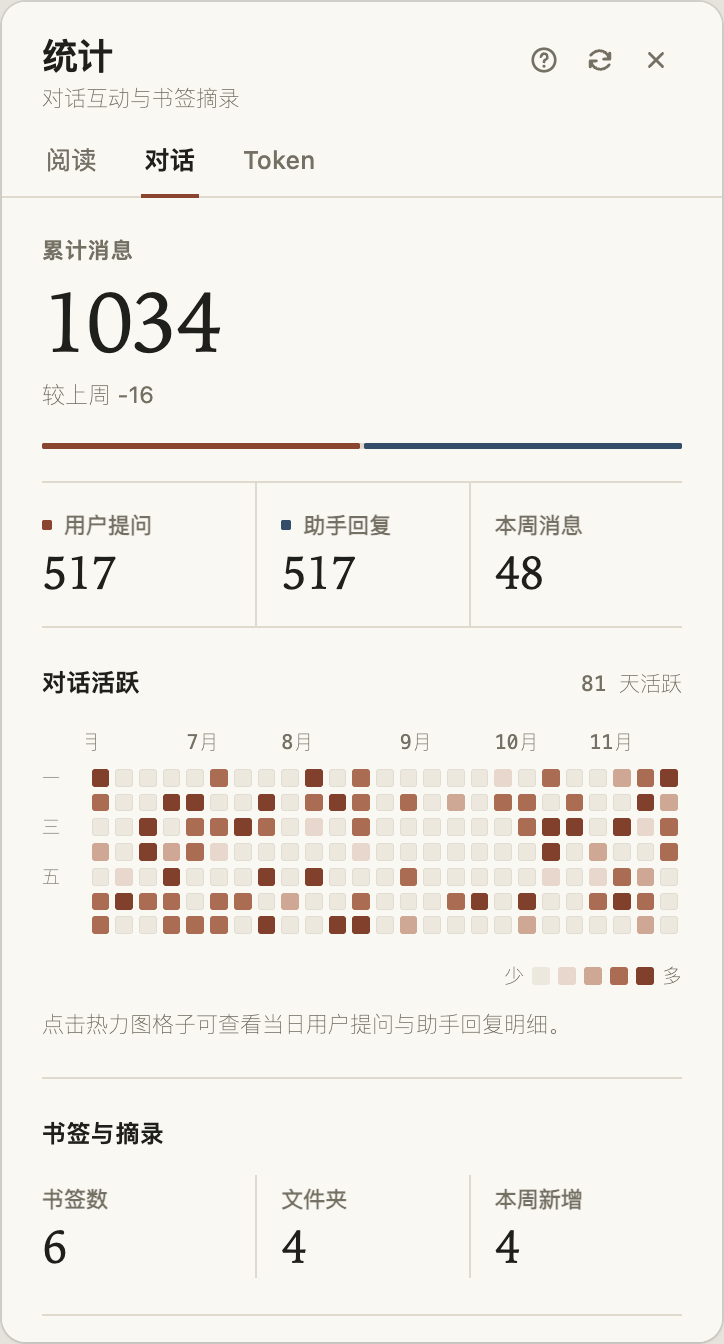 统计
对话互动与书签摘录
阅读 对话 Token
累计消息
1034
较上周 -16
用户提问 助手回复 本周消息
517 517 48
对话活跃 81 天活跃
7月 8月 9月 10月 11月
一
三
五
少 多
点击热力图格子可查看当日用户提问与助手回复明细。
书签与摘录
书签数 文件夹 本周新增
6 4 4